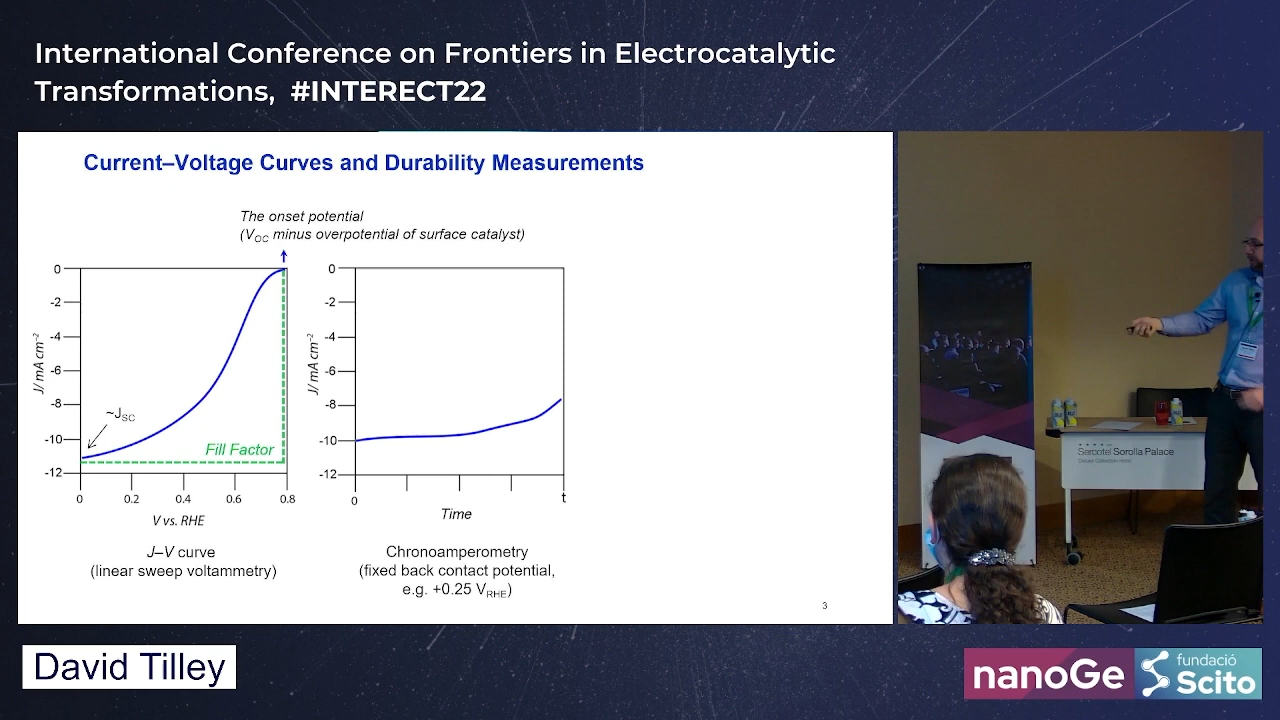 International Conference on Frontiers in Electrocatalytic
Transformations, #INTERECT22
Current–Voltage Curves and Durability Measurements
The onset potential
(VOC minus overpotential of surface catalyst)
0
-2
-4
-6
-8
-10
-12
J/ mA cm-2
~JSC
Fill Factor
0
0.2
0.4
0.6
0.8
V vs. RHE
J–V curve
(linear sweep voltammetry)
0
-2
-4
-6
-8
-10
-12
J/ mA cm-2
0
t
Time
Chronoamperometry
(fixed back contact potential,
e.g. +0.25 VRHE)
3
Sercotel Sorolla Palace
David Tilley
nanoGe
fundació
Scito